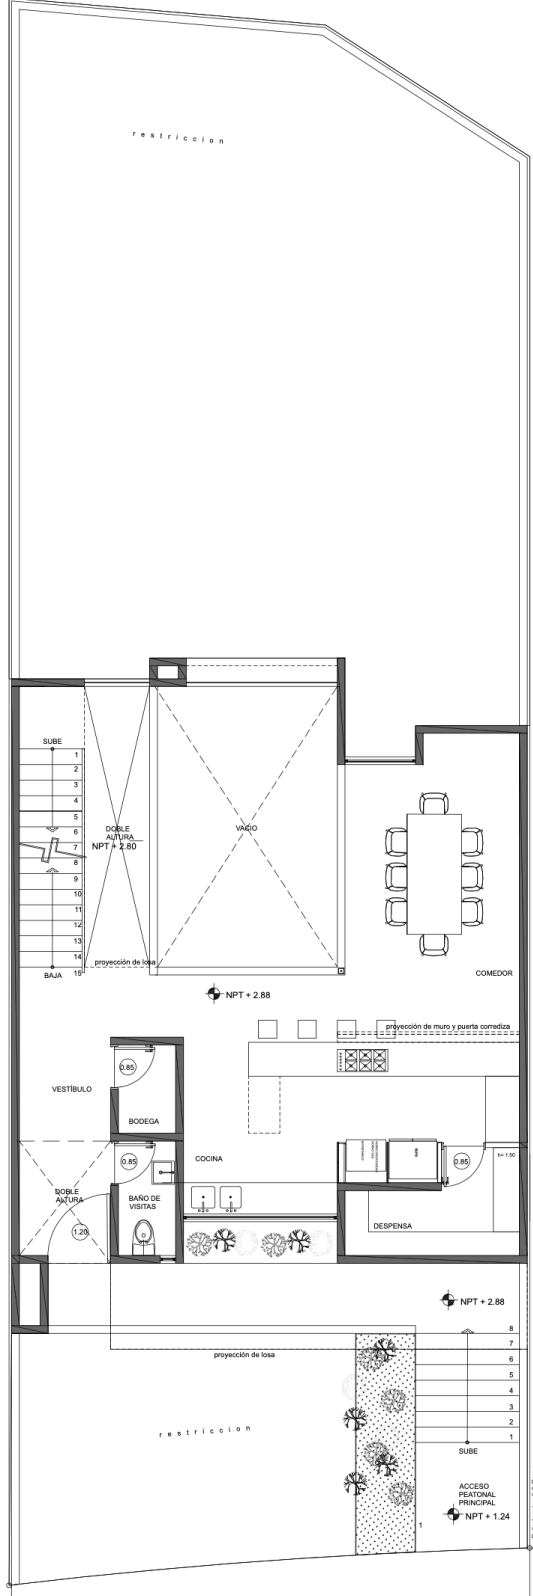 restriccion
SUBE
1
2
3
4
5
6
7
8
9
10
11
12
13
14
15
BAJA
DOBLE
ALTURA
NPT + 2.80
VACIO
proyección de losa
COMEDOR
NPT + 2.88
proyección de muro y puerta corrediza
0.85
VESTÍBULO
BODEGA
0.85
COCINA
0.85
h= 1.50
DOBLE
ALTURA
BAÑO DE
VISITAS
1.20
DESPENSA
NPT + 2.88
8
7
6
5
4
3
2
1
proyección de losa
restriccion
SUBE
ACCESO
PEATONAL
PRINCIPAL
NPT + 1.24
1